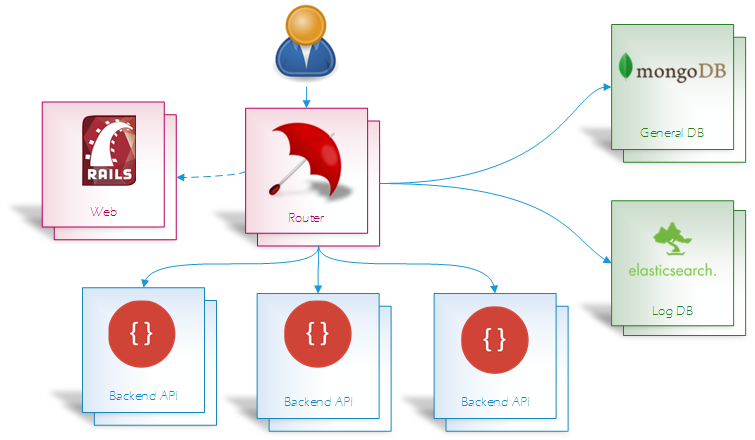 mongoDB
General DB
RAILS
Web
Router
elasticsearch.
Log DB
{ }
Backend API
{ }
Backend API
{ }
Backend API